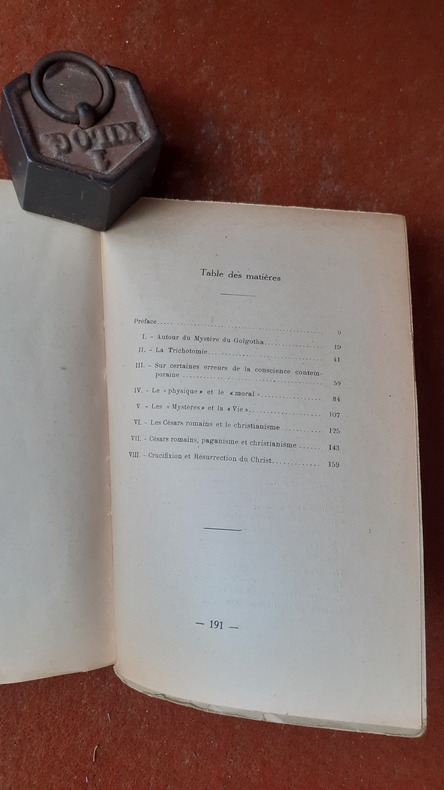 1
KILOG.
Table des matières
Préface
I. - Autour du Mystère du Golgotha 19
II. - La Trichotomie 41
III. - Sur certaines erreurs de la conscience contem-
poraine 59
IV. - Le « physique » et le « moral » 84
V. - Les « Mystères » et la « Vie » 107
VI. - Les Césars romains et le christianisme 125
VII. - Césars romains, paganisme et christianisme 143
VIII. - Crucifixion et Résurrection du Christ 159
— 191 —